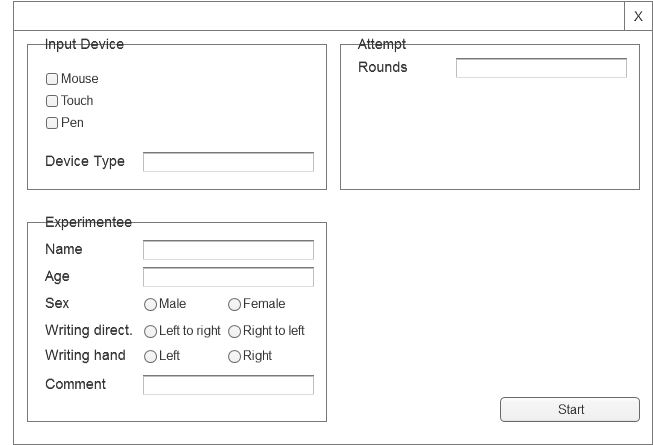 X
Input Device
Mouse
Touch
Pen
Device Type
Attempt
Rounds
Experimentee
Name
Age
Sex Male Female
Writing direct. Left to right Right to left
Writing hand Left Right
Comment
Start